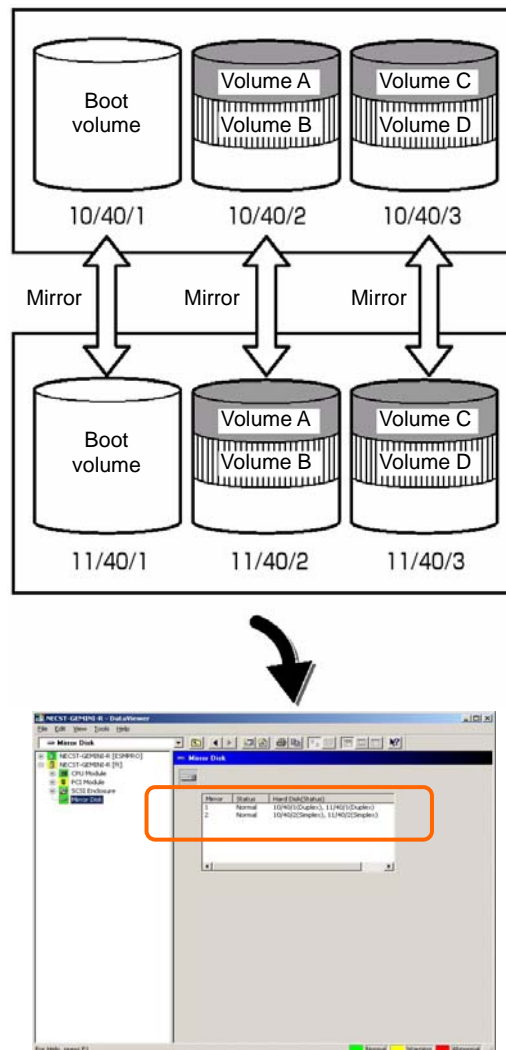 Boot
volume
Volume A
Volume B
Volume C
Volume D
10/40/1
10/40/2
10/40/3
Mirror
Mirror
Mirror
Boot
volume
Volume A
Volume B
Volume C
Volume D
11/40/1
11/40/2
11/40/3
NECST-GEMINI-R - DataViewer
File Edit View Tools Help
Mirror Disk
Mirror Disk
NECST-GEMINI-R [ESMPRO]
NECST-GEMINI-R [R]
CPU Module
PCI Module
SCSI Enclosure
Mirror Disk
Mirror Status Hard Disk(Status)
1 Normal 10/40/1(Duplex), 11/40/1(Duplex)
2 Normal 10/40/2(Simplex), 11/40/2(Simplex)
For Help, press F1
Normal Warning Abnormal